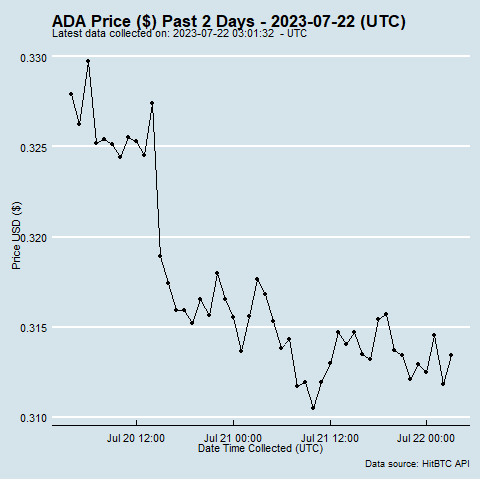 ADA Price ($) Past 2 Days - 2023-07-22 (UTC)
Latest data collected on: 2023-07-22 03:01:32  - UTC
0.330
0.325
0.320
0.315
0.310
Price USD ($)
Jul 20 12:00
Jul 21 00:00
Jul 21 12:00
Jul 22 00:00
Date Time Collected (UTC)
Data source: HitBTC API